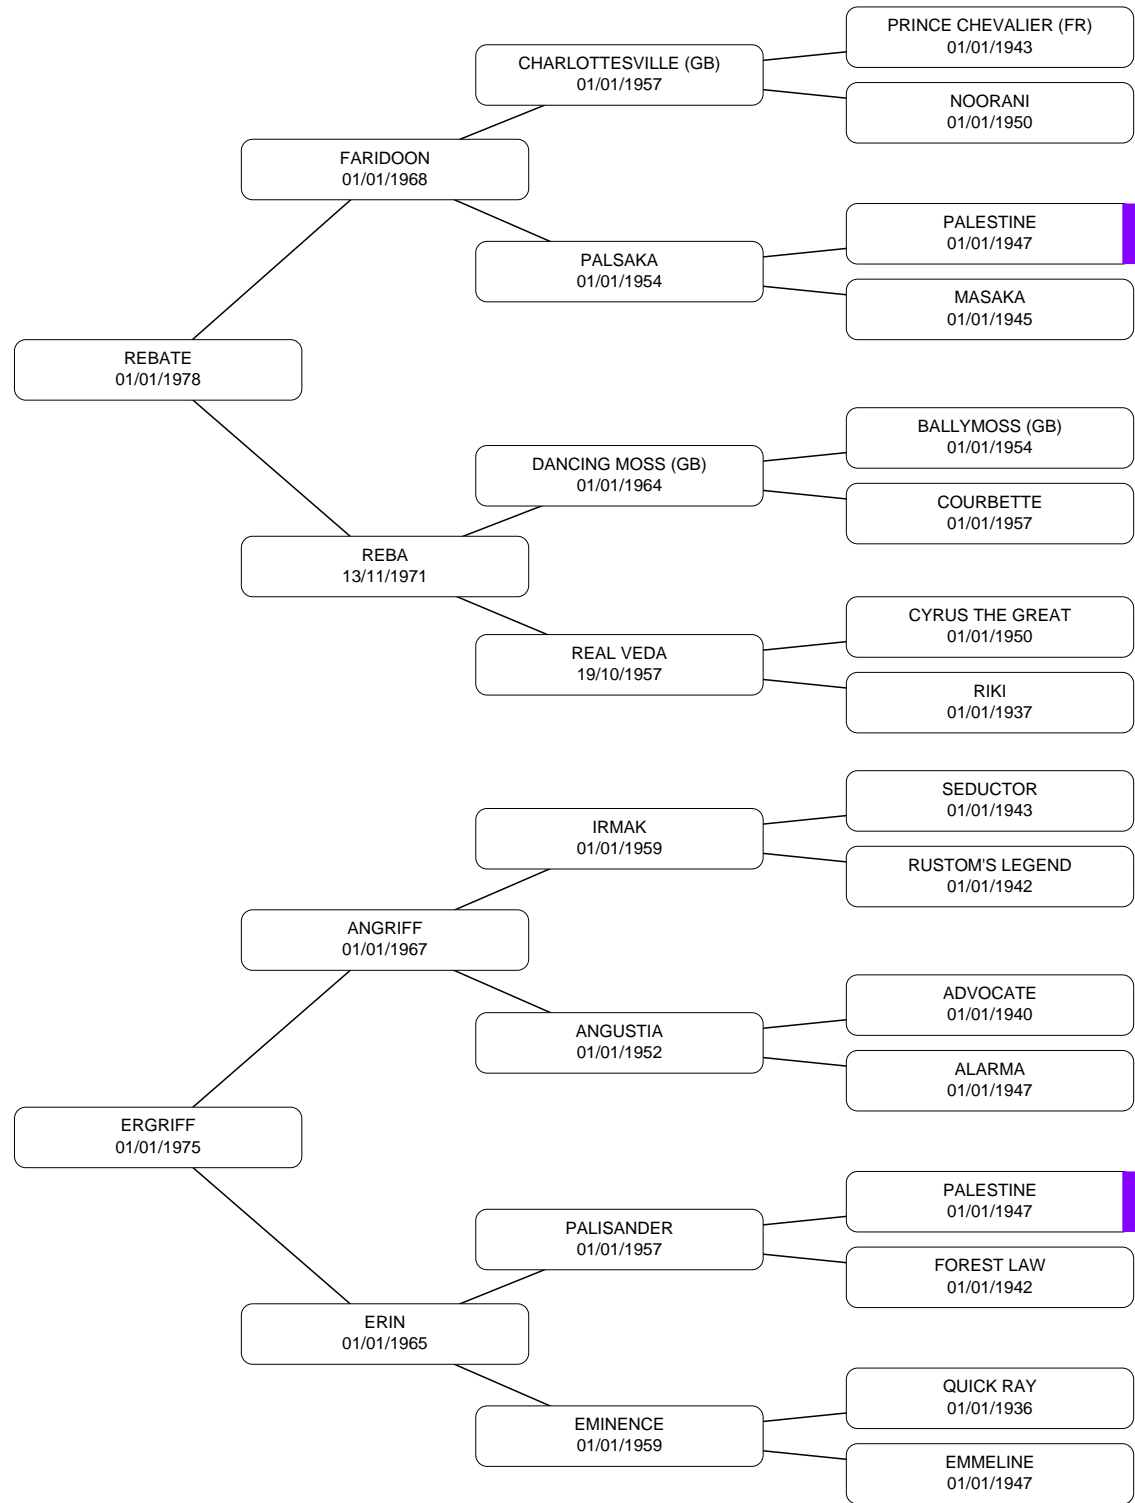 PRINCE CHEVALIER (FR)
01/01/1943
CHARLOTTESVILLE (GB)
01/01/1957
NOORANI
01/01/1950
FARIDOON
01/01/1968
PALESTINE
01/01/1947
PALSAKA
01/01/1954
MASAKA
01/01/1945
REBATE
01/01/1978
BALLYMOSS (GB)
01/01/1954
DANCING MOSS (GB)
01/01/1964
COURBETTE
01/01/1957
REBA
13/11/1971
CYRUS THE GREAT
01/01/1950
REAL VEDA
19/10/1957
RIKI
01/01/1937
SEDUCTOR
01/01/1943
IRMAK
01/01/1959
RUSTOM'S LEGEND
01/01/1942
ANGRIFF
01/01/1967
ADVOCATE
01/01/1940
ANGUSTIA
01/01/1952
ALARMA
01/01/1947
ERGRIFF
01/01/1975
PALESTINE
01/01/1947
PALISANDER
01/01/1957
FOREST LAW
01/01/1942
ERIN
01/01/1965
QUICK RAY
01/01/1936
EMINENCE
01/01/1959
EMMELINE
01/01/1947